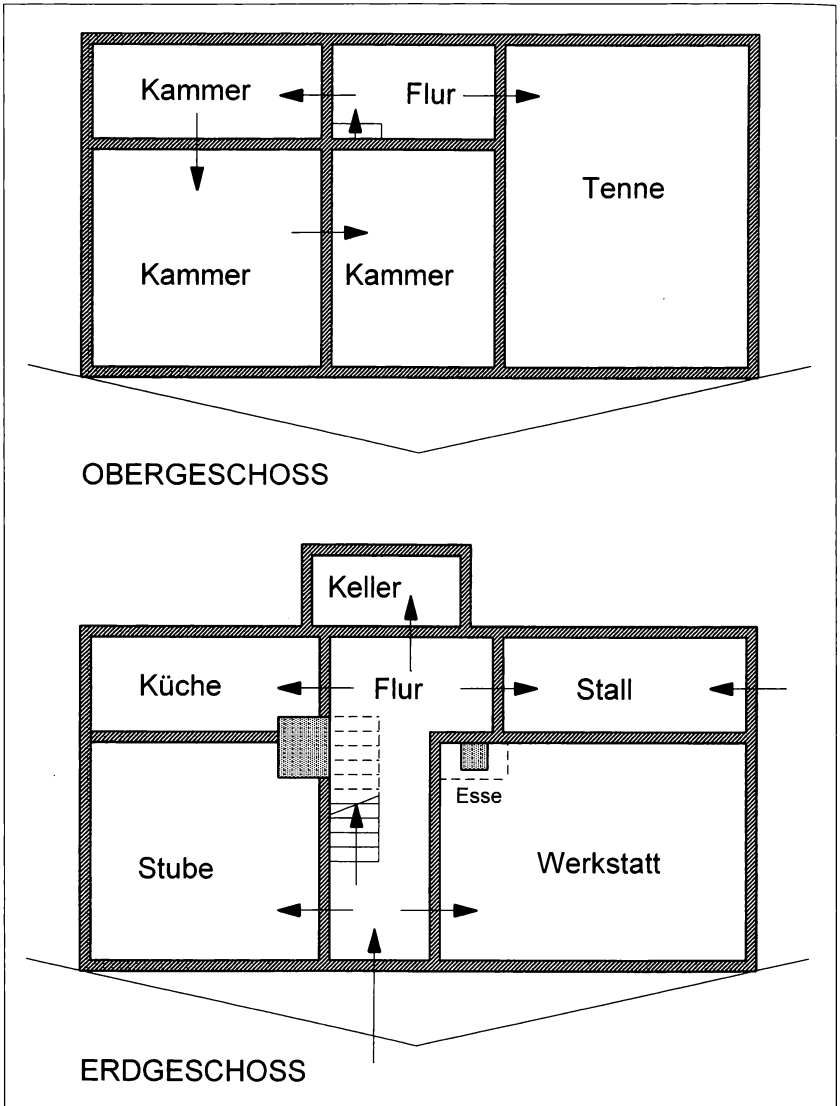 Kammer
Flur
Tenne
Kammer
Kammer
OBERGESCHOSS
Keller
Küche
Flur
Stall
Esse
Stube
Werkstatt
ERDGESCHOSS